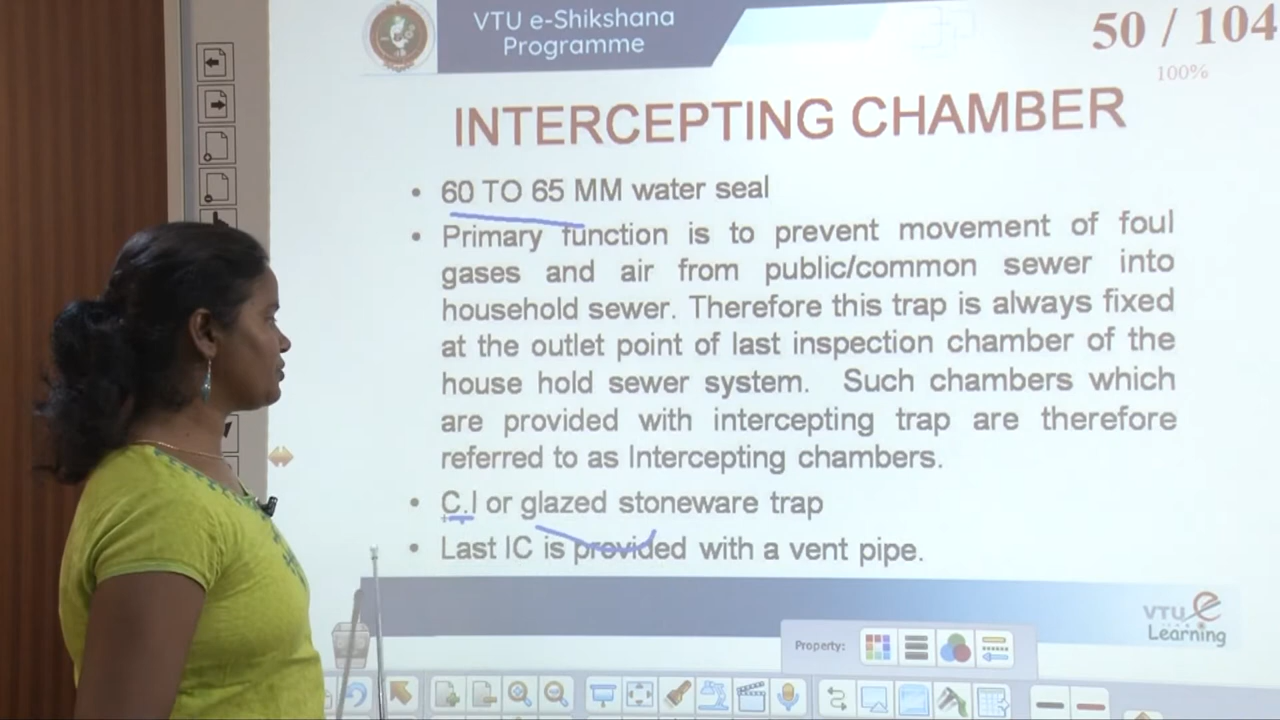 VTU e-Shikshana
Programme
50 / 104
100%
INTERCEPTING CHAMBER
• 60 TO 65 MM water seal
• Primary function is to prevent movement of foul
gases and air from public/common sewer into
household sewer. Therefore this trap is always fixed
at the outlet point of last inspection chamber of the
house hold sewer system. Such chambers which
are provided with intercepting trap are therefore
referred to as Intercepting chambers.
• C.I or glazed stoneware trap
• Last IC is provided with a vent pipe.
VTU e
Learning
Property: